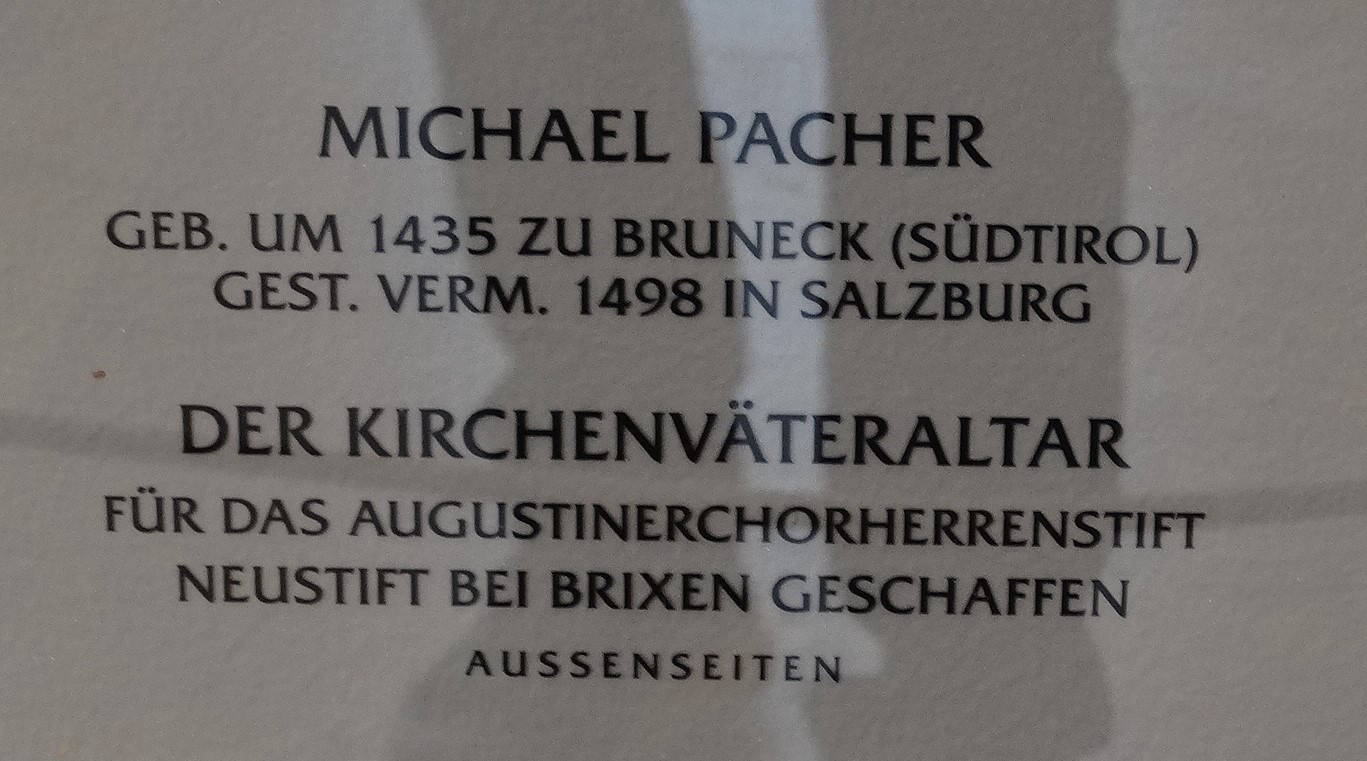 MICHAEL PACHER
GEB. UM 1435 ZU BRUNECK (SÜDTIROL)
GEST. VERM. 1498 IN SALZBURG
DER KIRCHENVÄTERALTAR
FÜR DAS AUGUSTINERCHORHERRENSTIFT
NEUSTIFT BEI BRIXEN GESCHAFFEN
AUSSENSEITEN